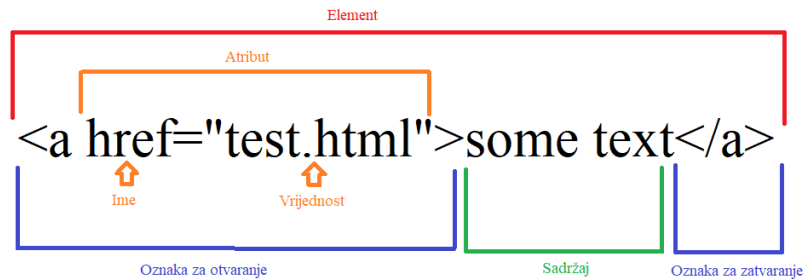 Element
Atribut
<a href="test.html">some text</a>
Ime
Vrijednost
Oznaka za otvaranje
Sadržaj
Oznaka za zatvaranje